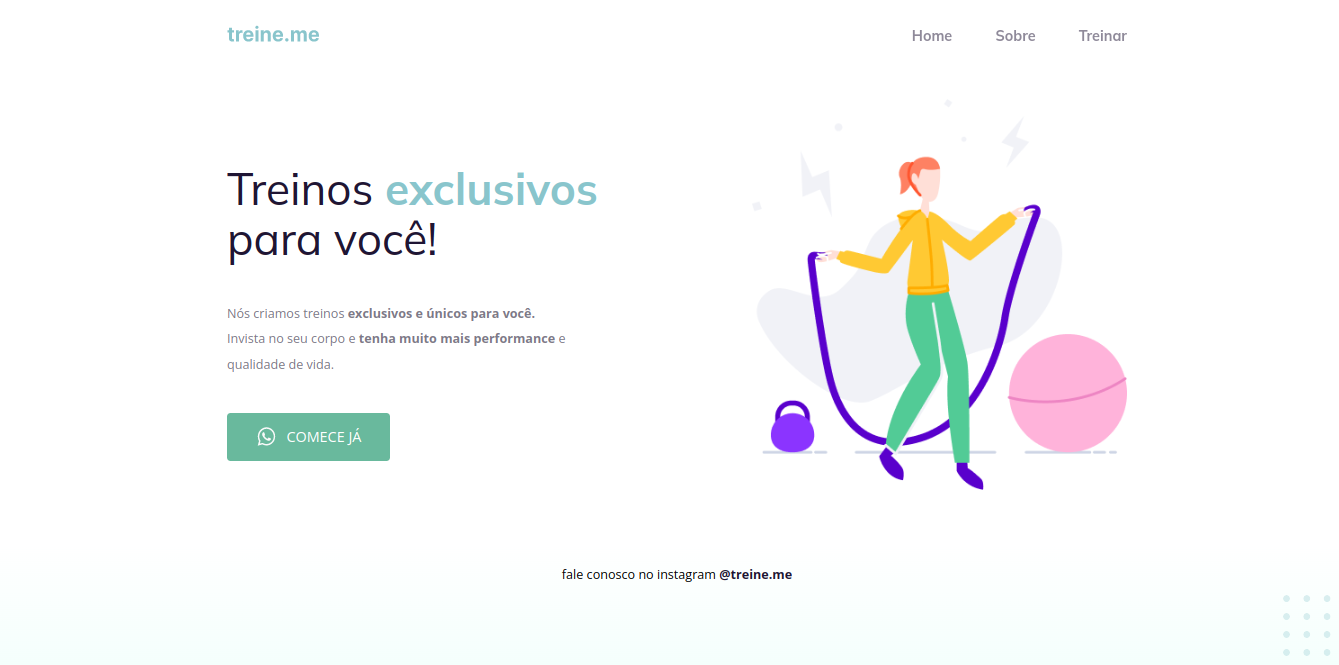 treine.me
Home Sobre Treinar
Treinos exclusivos
para você!
Nós criamos treinos exclusivos e únicos para você.
Invista no seu corpo e tenha muito mais performance e
qualidade de vida.
COMECE JÁ
fale conosco no instagram @treine.me